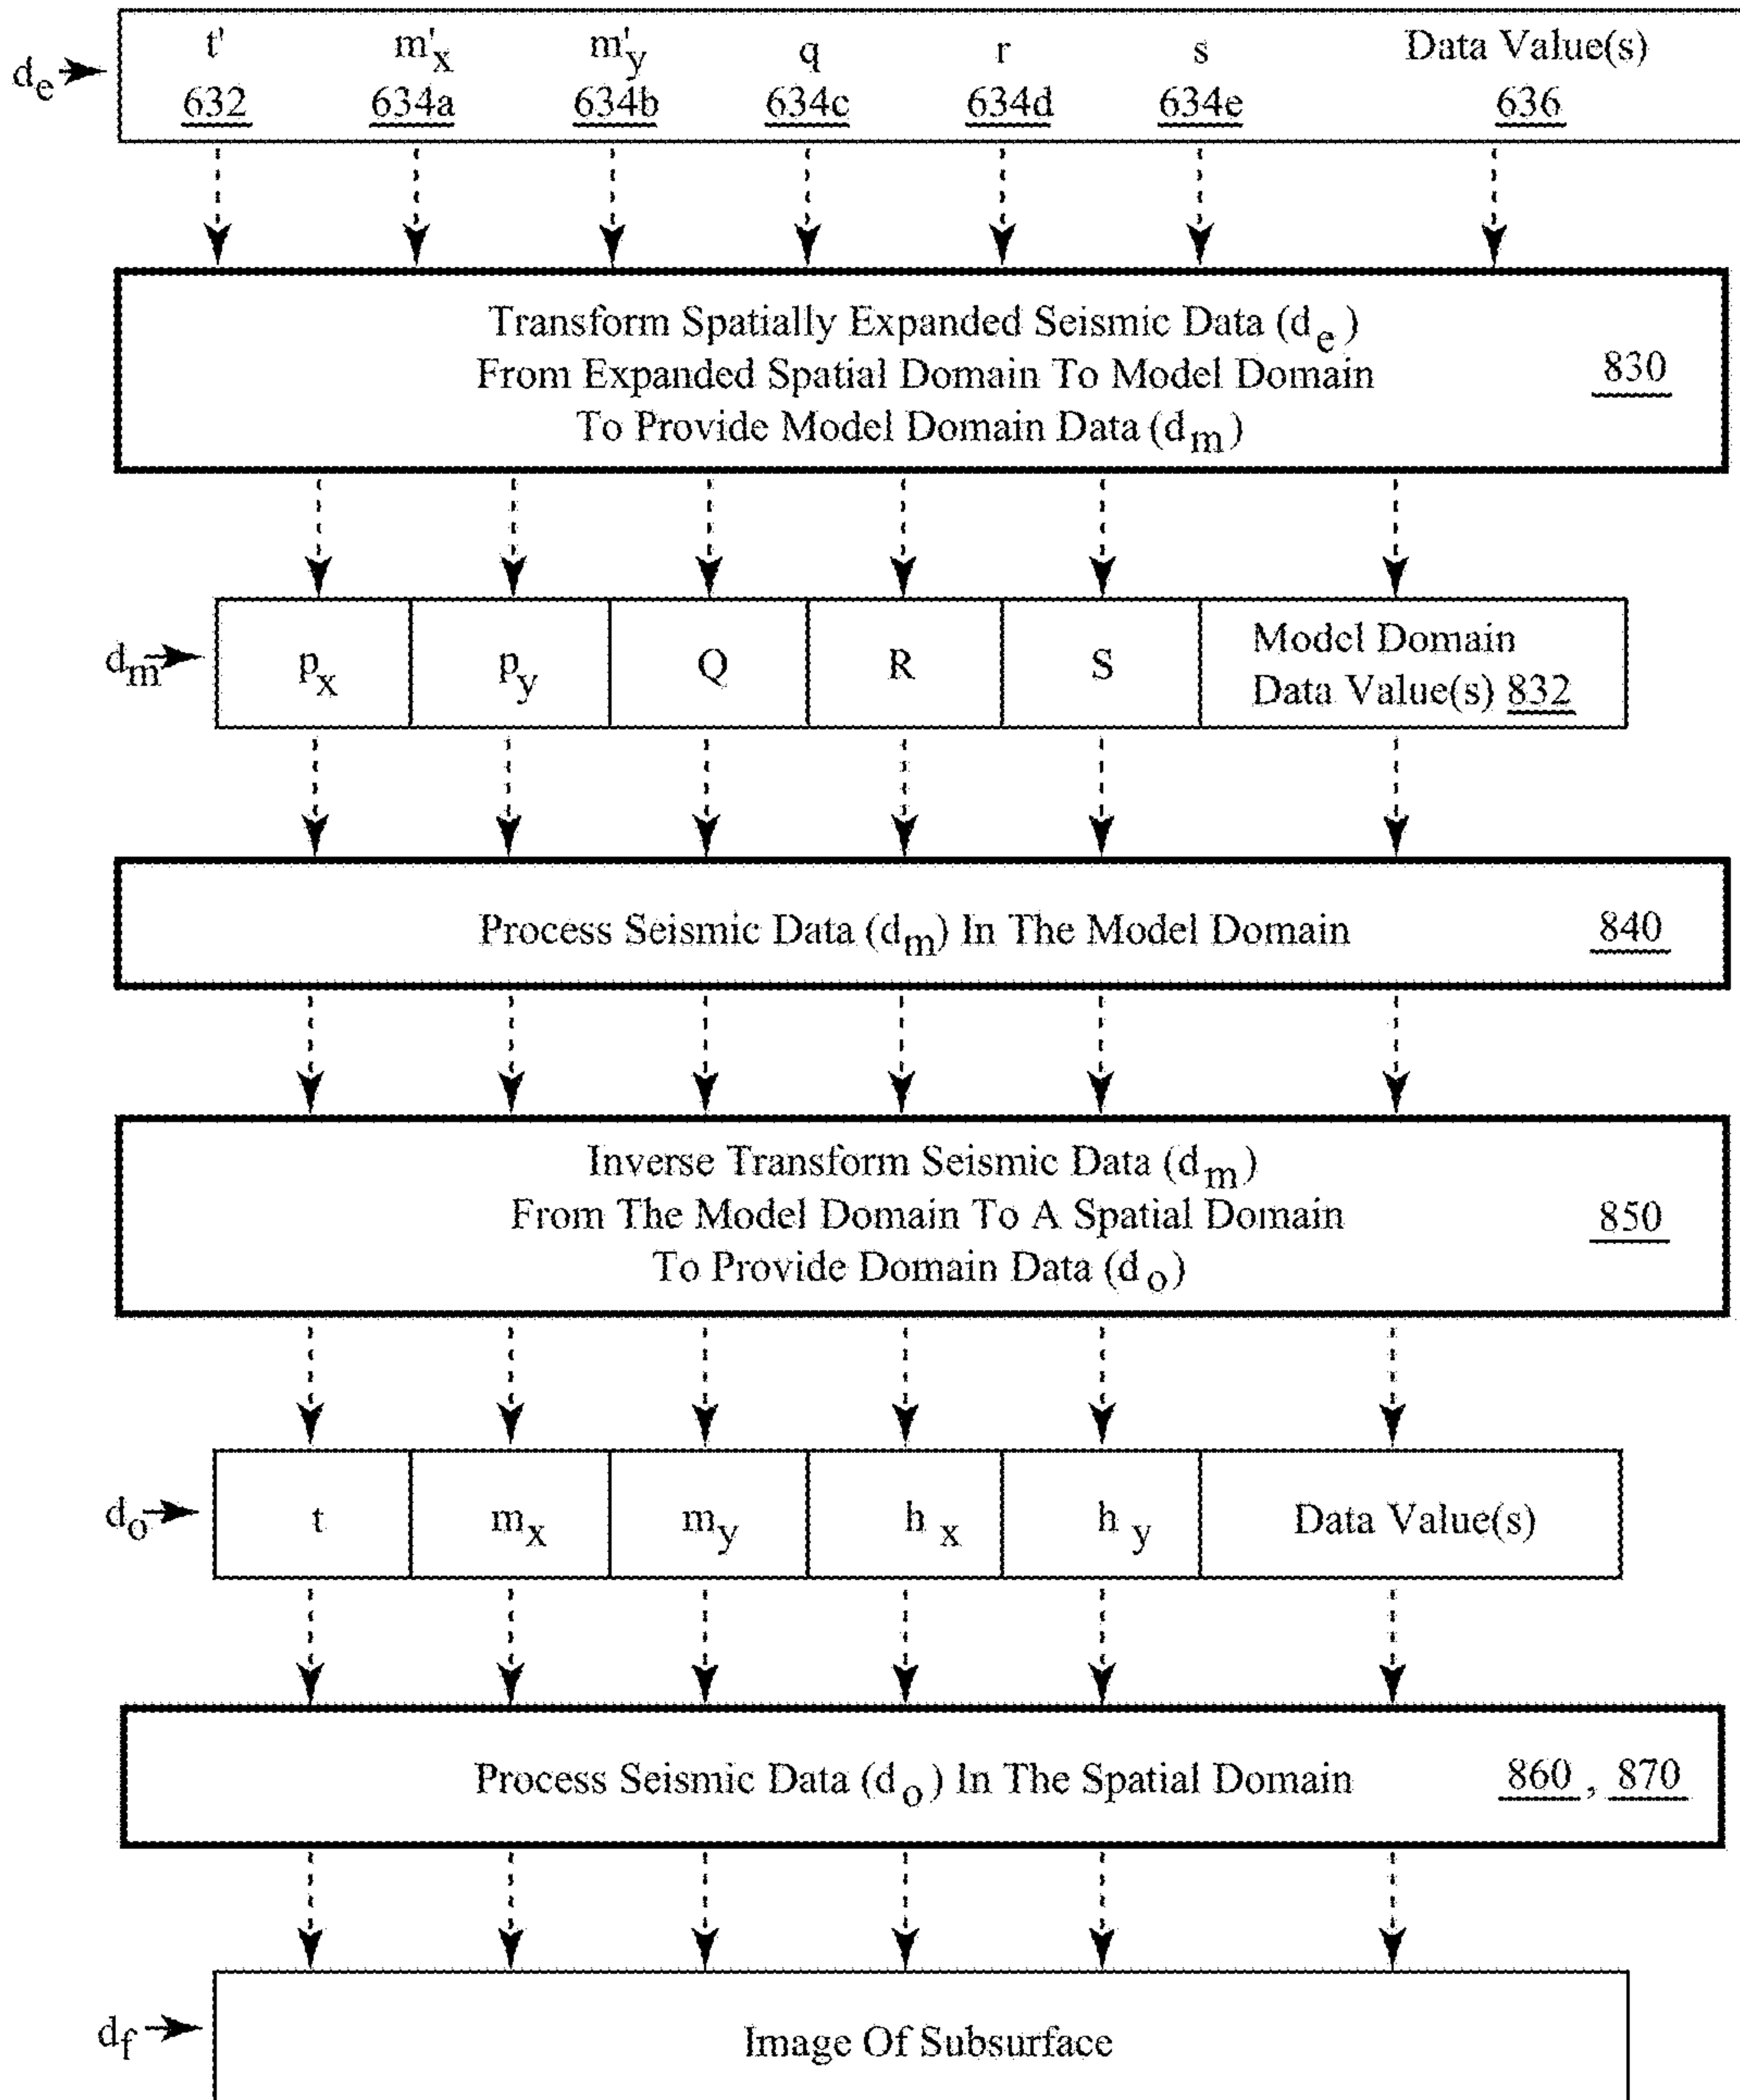 t' m'x m'y q r s Data Value(s)
de 632 634a 634b 634c 634d 634e 636
Transform Spatially Expanded Seismic Data (de)
From Expanded Spatial Domain To Model Domain 830
To Provide Model Domain Data (dm)
dm px py Q R S Model Domain
Data Value(s) 832
Process Seismic Data (dm) In The Model Domain 840
Inverse Transform Seismic Data (dm)
From The Model Domain To A Spatial Domain 850
To Provide Domain Data (do)
do t mx my hx hy Data Value(s)
Process Seismic Data (do) In The Spatial Domain 860, 870
df Image Of Subsurface